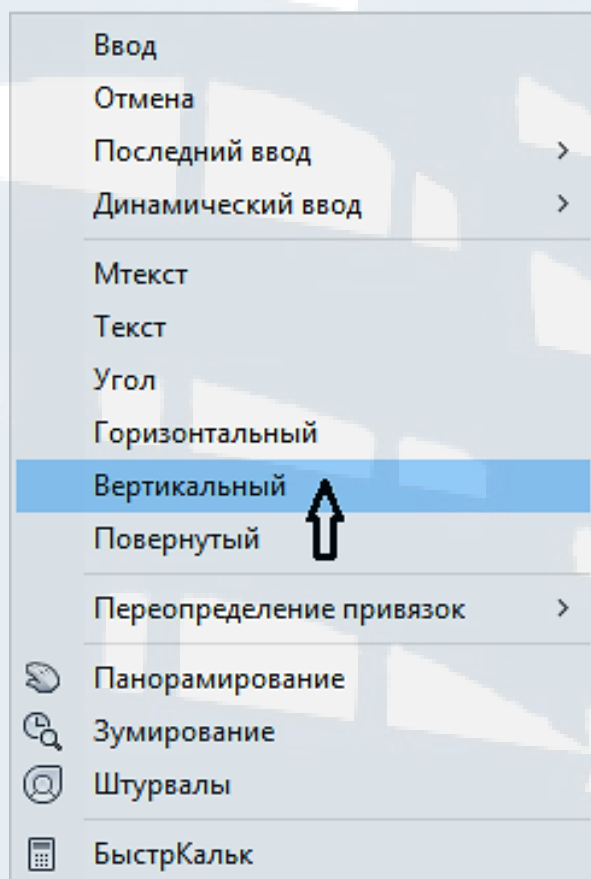 Ввод
Отмена
Последний ввод
Динамический ввод
Мтекст
Текст
Угол
Горизонтальный
Вертикальный
Повернутый
Переопределение привязок
Панорамирование
Зумирование
Штурвалы
БыстрКальк